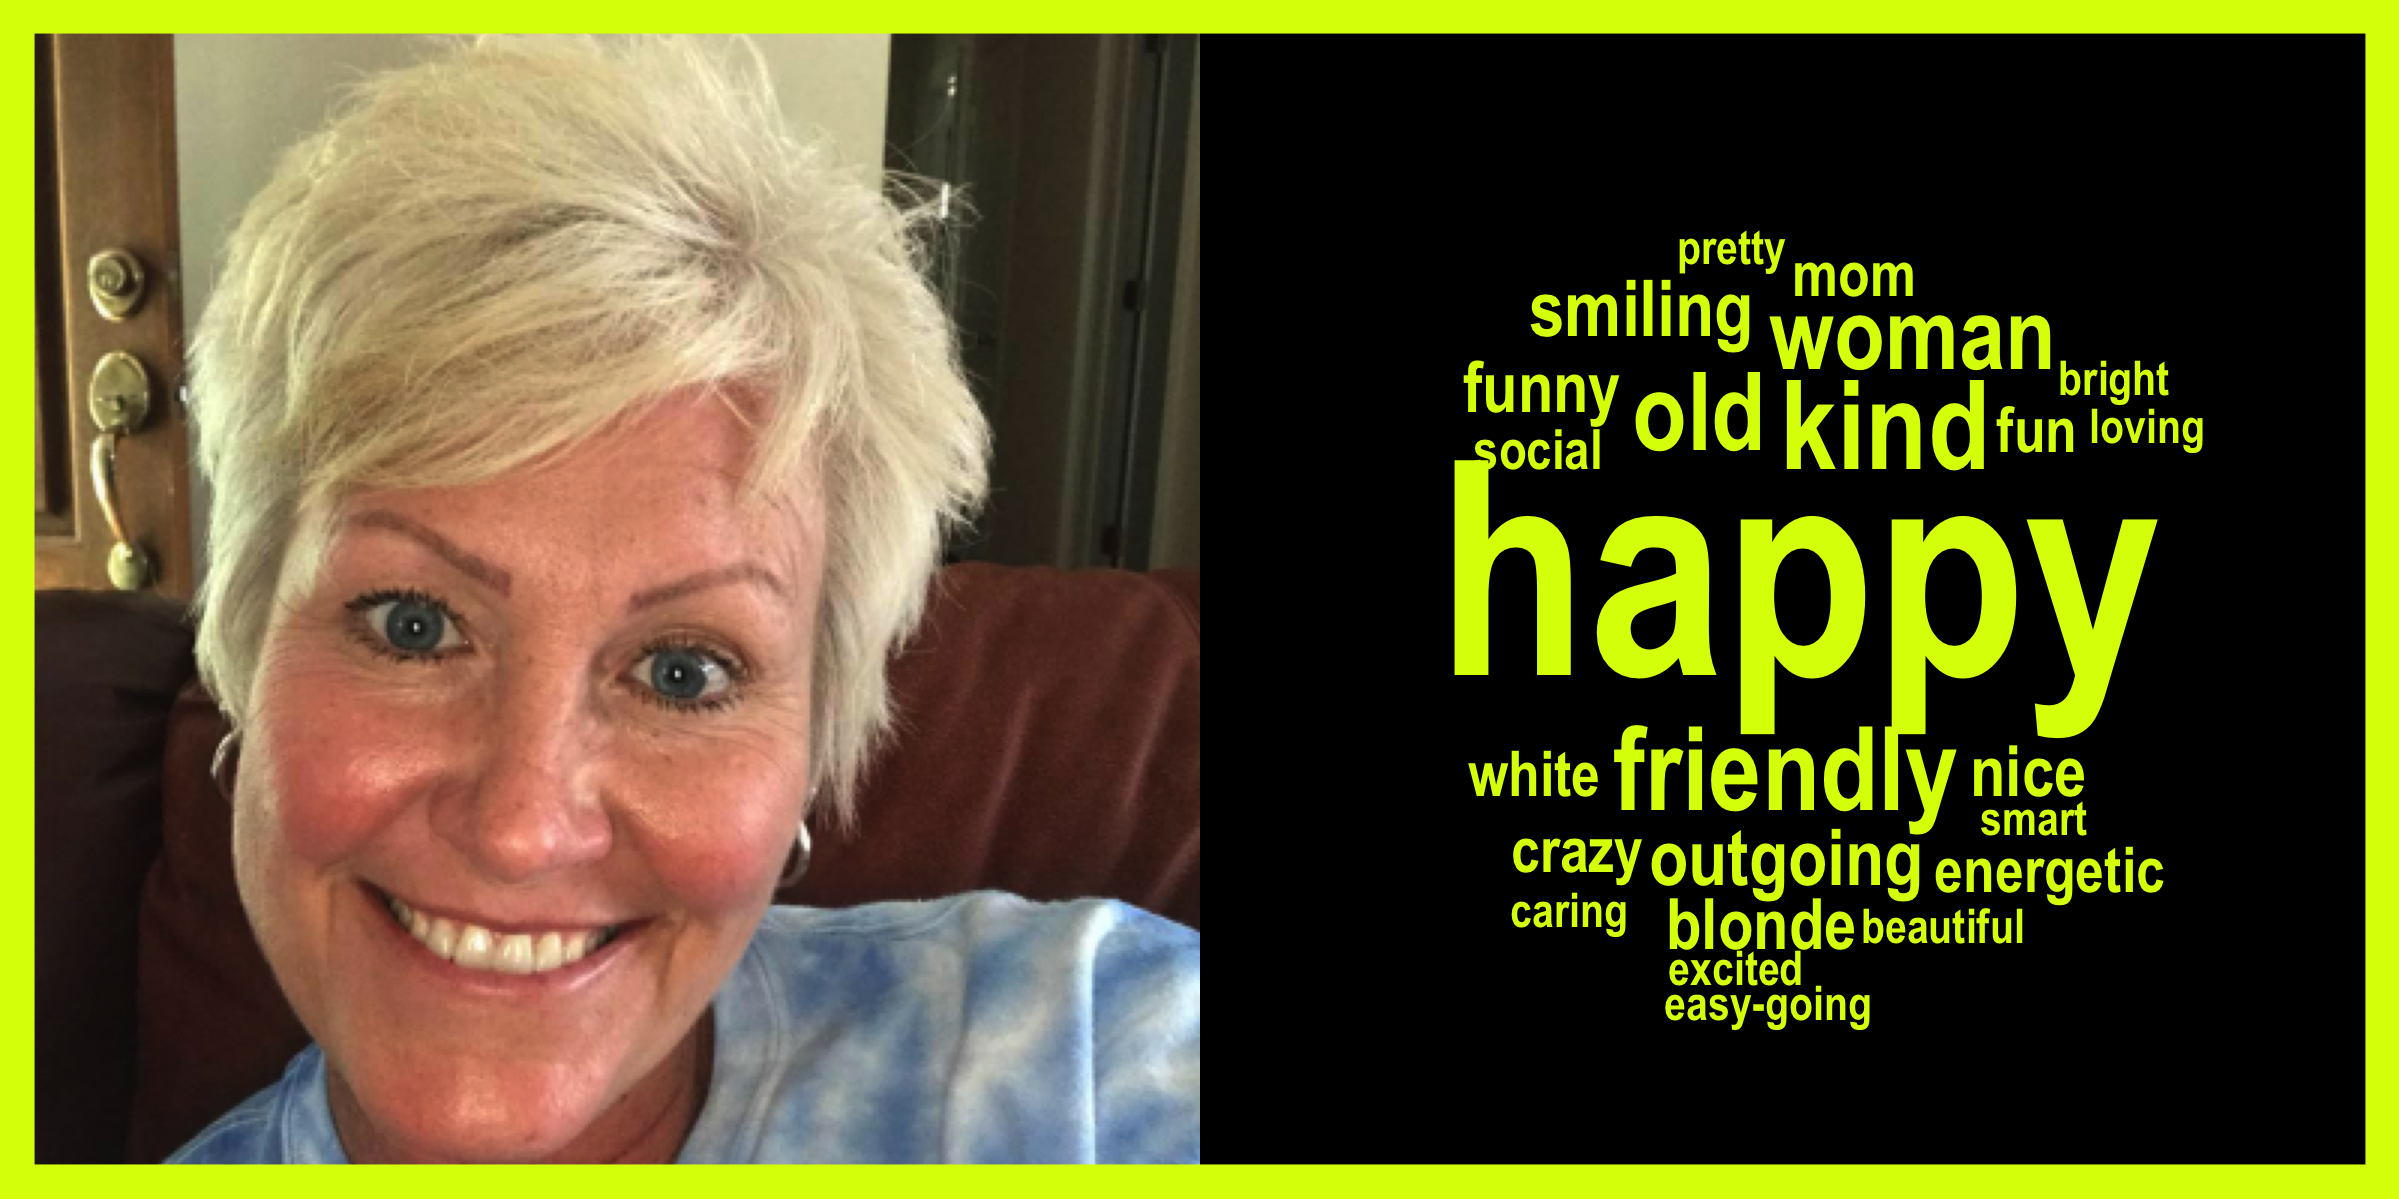 pretty mom
smiling woman
funny old kind bright
social fun loving
happy
white friendly nice
smart
crazy outgoing energetic
caring blonde beautiful
excited
easy-going